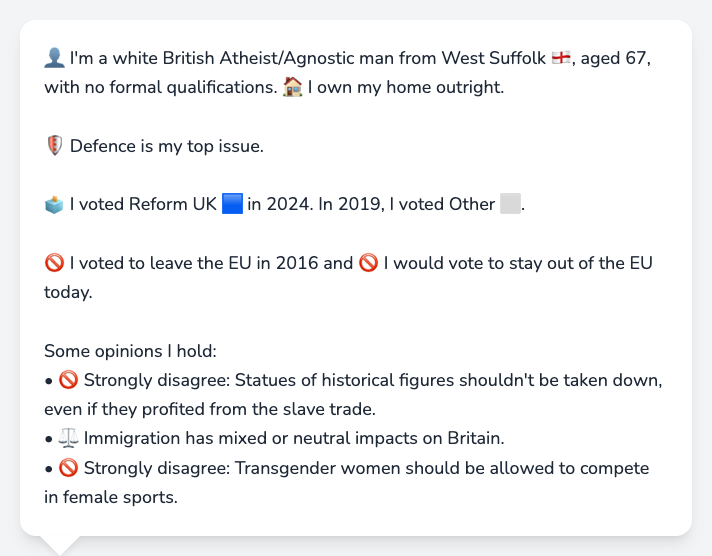 👤 I'm a white British Atheist/Agnostic man from West Suffolk 🏴󠁧󠁢󠁥󠁮󠁧󠁿, aged 67,
with no formal qualifications. 🏠 I own my home outright.
🛡️ Defence is my top issue.
🗳️ I voted Reform UK 🟦 in 2024. In 2019, I voted Other ⬜.
🚫 I voted to leave the EU in 2016 and 🚫 I would vote to stay out of the EU
today.
Some opinions I hold:
• 🚫 Strongly disagree: Statues of historical figures shouldn't be taken down,
even if they profited from the slave trade.
• ⚖️ Immigration has mixed or neutral impacts on Britain.
• 🚫 Strongly disagree: Transgender women should be allowed to compete
in female sports.